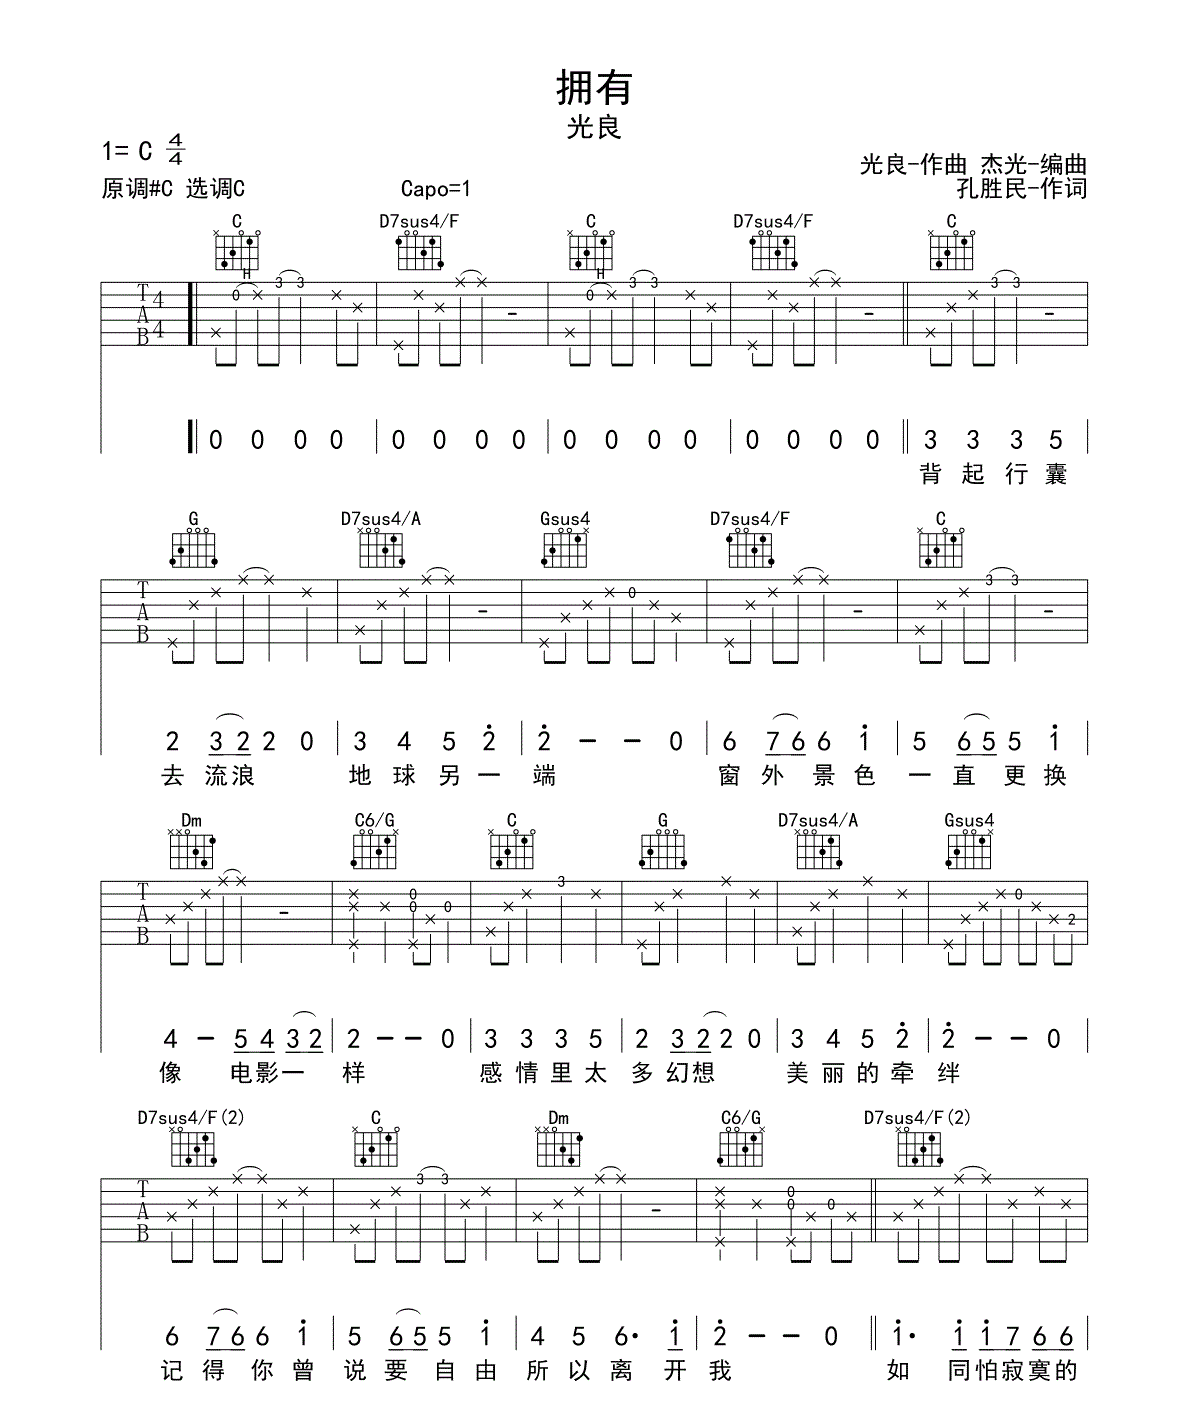 拥有
光良
1= C 4/4
光良-作曲 杰光-编曲
原调#C 选调C Capo=1 孔胜民-作词
C D7sus4/F C D7sus4/F C
H 0 3 3 H 0 3 3 3 3
TAB 4/4
0 0 0 0 0 0 0 0 0 0 0 0 0 0 0 0 3 3 3 5
背起行囊
G D7sus4/A Gsus4 D7sus4/F C
TAB 0 3 3
2 3 2 2 0 3 4 5 2 2 - - 0 6 7 6 6 1 5 6 5 5 1
去流浪 地球另一端 窗外景色一直更换
Dm C6/G C G D7sus4/A Gsus4
TAB 0 0 0 3 0 2
4 - 5 4 3 2 2 - - 0 3 3 3 5 2 3 2 2 0 3 4 5 2 2 - - 0
像 电影一样 感情里太多幻想 美丽的牵绊
D7sus4/F(2) C Dm C6/G D7sus4/F(2)
TAB 3 3 0 0 0
6 7 6 6 1 5 6 5 5 1 4 5 6· 1 2 - - 0 1· 1 1 7 6 6
记得你曾说要自由所以离开我 如同怕寂寞的